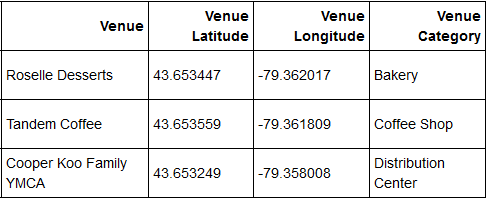 Venue Venue Latitude Venue Longitude Venue Category
Roselle Desserts 43.653447 -79.362017 Bakery
Tandem Coffee 43.653559 -79.361809 Coffee Shop
Cooper Koo Family YMCA 43.653249 -79.358008 Distribution Center